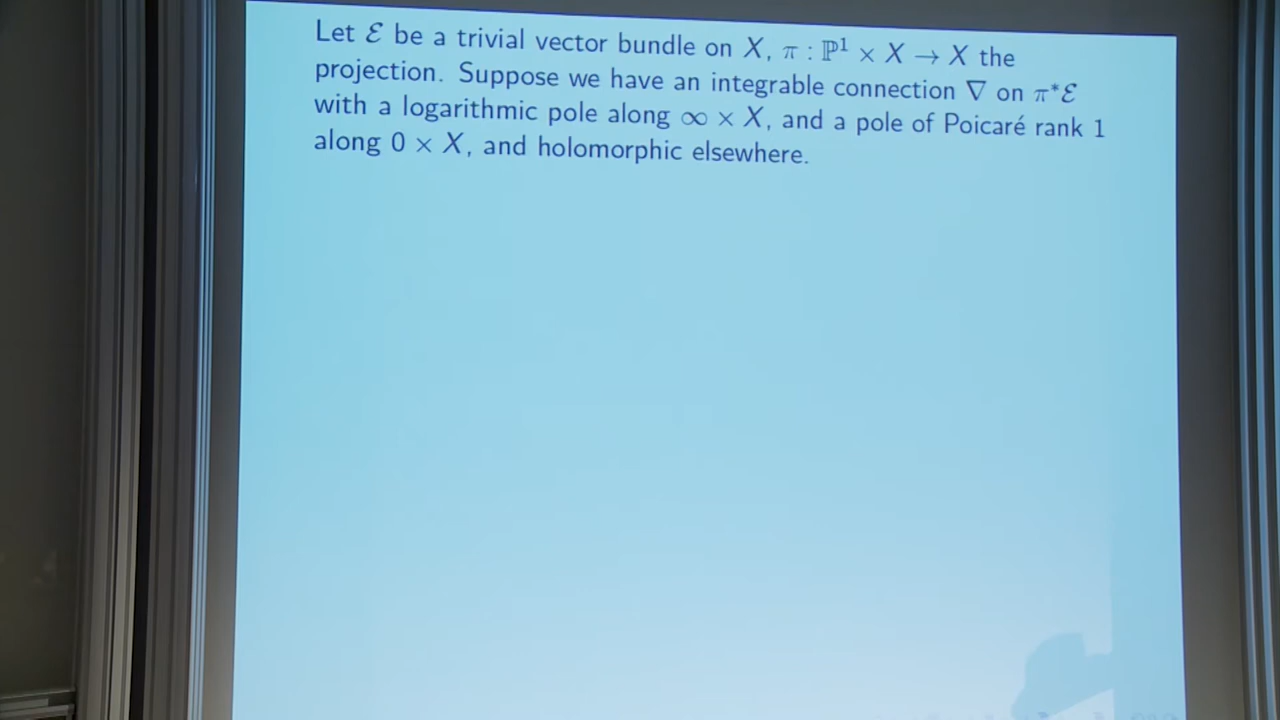 Let ℰ be a trivial vector bundle on X, π : ℙ¹ × X → X the
projection. Suppose we have an integrable connection ∇ on π*ℰ
with a logarithmic pole along ∞ × X, and a pole of Poicaré rank 1
along 0 × X, and holomorphic elsewhere.